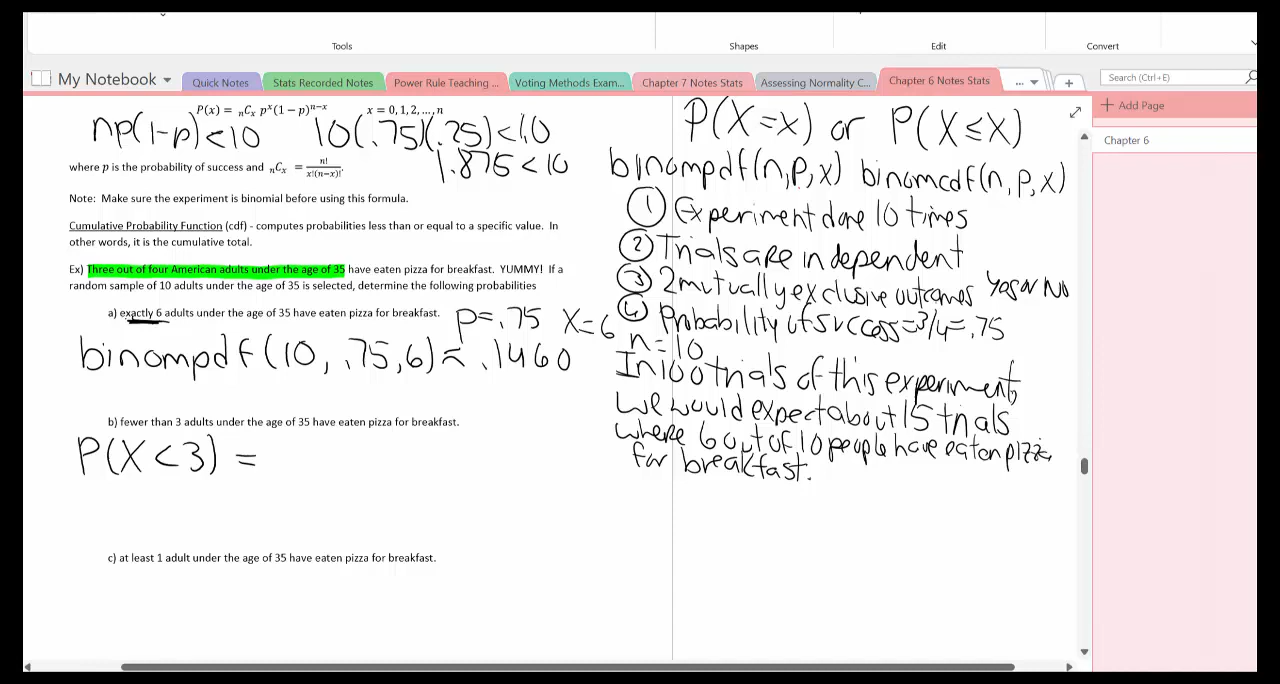 Tools
Shapes
Edit
Convert
My Notebook
Quick Notes
Stats Recorded Notes
Power Rule Teaching ...
Voting Methods Exam...
Chapter 7 Notes Stats
Assessing Normality C...
Chapter 6 Notes Stats
...
Search (Ctrl+E)
Add Page
Chapter 6
P(x) = nCx p^x(1 − p)^n−x x = 0, 1, 2, ..., n
np(1-p)<10 10(.75)(.25)<10
1.875<10
where p is the probability of success and nCx = n!/x!(n−x)!.
Note: Make sure the experiment is binomial before using this formula.
Cumulative Probability Function (cdf) - computes probabilities less than or equal to a specific value. In
other words, it is the cumulative total.
Ex) Three out of four American adults under the age of 35 have eaten pizza for breakfast. YUMMY! If a
random sample of 10 adults under the age of 35 is selected, determine the following probabilities
a) exactly 6 adults under the age of 35 have eaten pizza for breakfast.
p=.75 X=6
binompdf(10, .75,6)≈ .1460
b) fewer than 3 adults under the age of 35 have eaten pizza for breakfast.
P(X<3) =
c) at least 1 adult under the age of 35 have eaten pizza for breakfast.
P(X=x) or P(X≤x)
binompdf(n,p,x) binomcdf(n,p,x)
① Experiment done 10 times
② Trials are independent
③ 2 mutually exclusive outcomes Yes or No
④ Probability of success=3/4=.75
n=10
In 100 trials of this experiment,
we would expect about 15 trials
where 6 out of 10 people have eaten pizza
for breakfast.